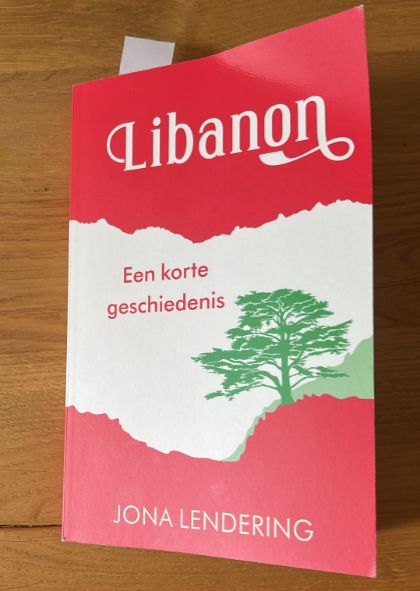 Libanon
Een korte
geschiedenis
JONA LENDERING